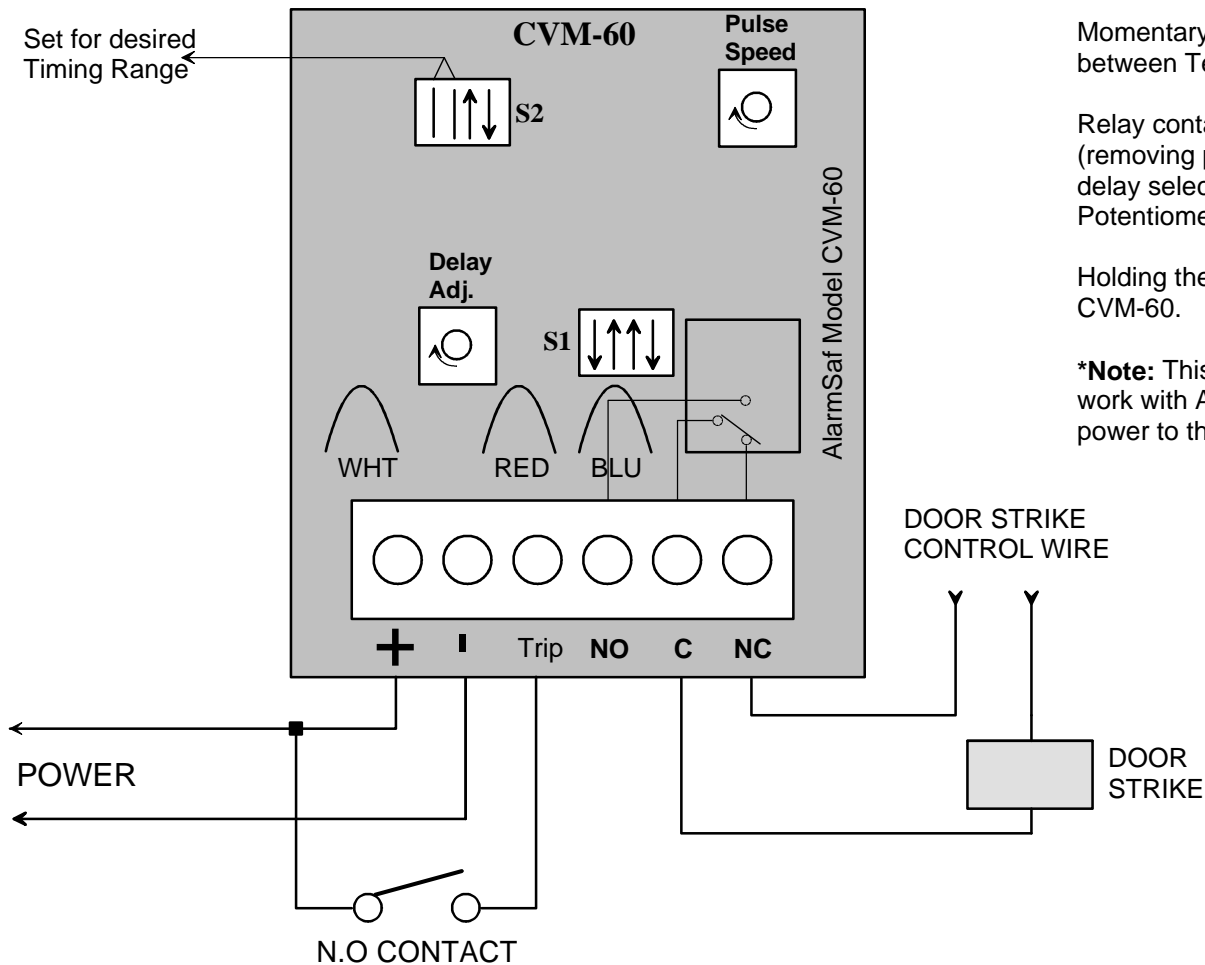 Set for desired
Timing Range
CVM-60
Pulse
Speed
S2
Delay
Adj.
S1
AlarmSaf Model CVM-60
WHT
RED
BLU
+
-
Trip
NO
C
NC
POWER
N.O CONTACT
DOOR STRIKE
CONTROL WIRE
DOOR
STRIKE
Momentary
between Te
Relay conta
(removing p
delay selec
Potentiome
Holding the
CVM-60.
*Note: This
work with A
power to th